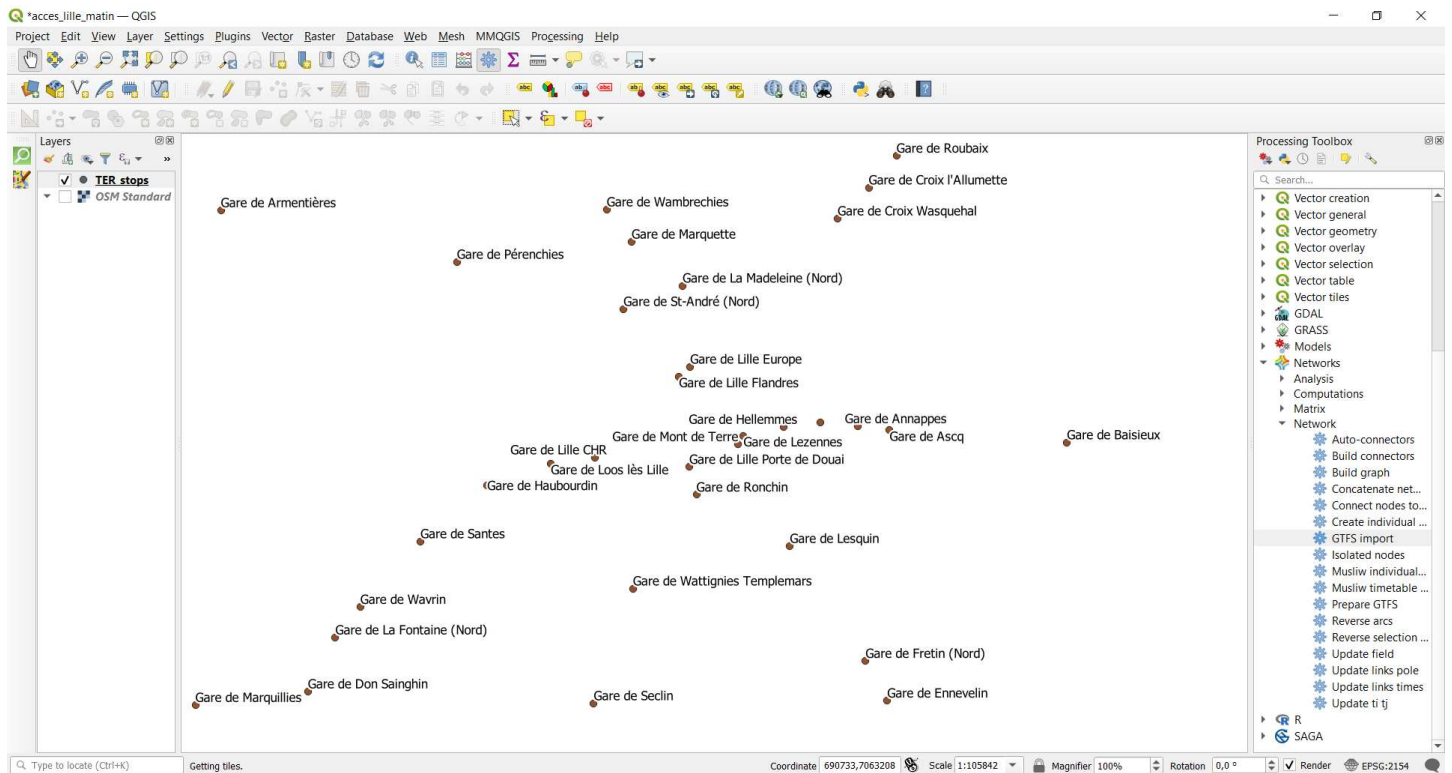 *acces_lille_matin — QGIS
Project Edit View Layer Settings Plugins Vector Raster Database Web Mesh MMQGIS Processing Help
Layers
TER stops
OSM Standard
Gare de Roubaix
Gare de Croix l'Allumette
Gare de Armentières
Gare de Wambrechies
Gare de Croix Wasquehal
Gare de Marquette
Gare de Pérenchies
Gare de La Madeleine (Nord)
Gare de St-André (Nord)
Gare de Lille Europe
Gare de Lille Flandres
Gare de Hellemmes
Gare de Annappes
Gare de Mont de Terre
Gare de Lezennes
Gare de Ascq
Gare de Baisieux
Gare de Lille CHR
Gare de Loos lès Lille
Gare de Lille Porte de Douai
Gare de Haubourdin
Gare de Ronchin
Gare de Santes
Gare de Lesquin
Gare de Wattignies Templemars
Gare de Wavrin
Gare de La Fontaine (Nord)
Gare de Fretin (Nord)
Gare de Don Sainghin
Gare de Marquillies
Gare de Seclin
Gare de Ennevelin
Processing Toolbox
Search...
Vector creation
Vector general
Vector geometry
Vector overlay
Vector selection
Vector table
Vector tiles
GDAL
GRASS
Models
Networks
Analysis
Computations
Matrix
Network
Auto-connectors
Build connectors
Build graph
Concatenate net...
Connect nodes to...
Create individual ...
GTFS import
Isolated nodes
Musliw individual...
Musliw timetable ...
Prepare GTFS
Reverse arcs
Reverse selection ...
Update field
Update links pole
Update links times
Update ti tj
R
SAGA
Type to locate (Ctrl+K)
Getting tiles.
Coordinate 690733,7063208 Scale 1:105842 Magnifier 100% Rotation 0,0 ° Render EPSG:2154